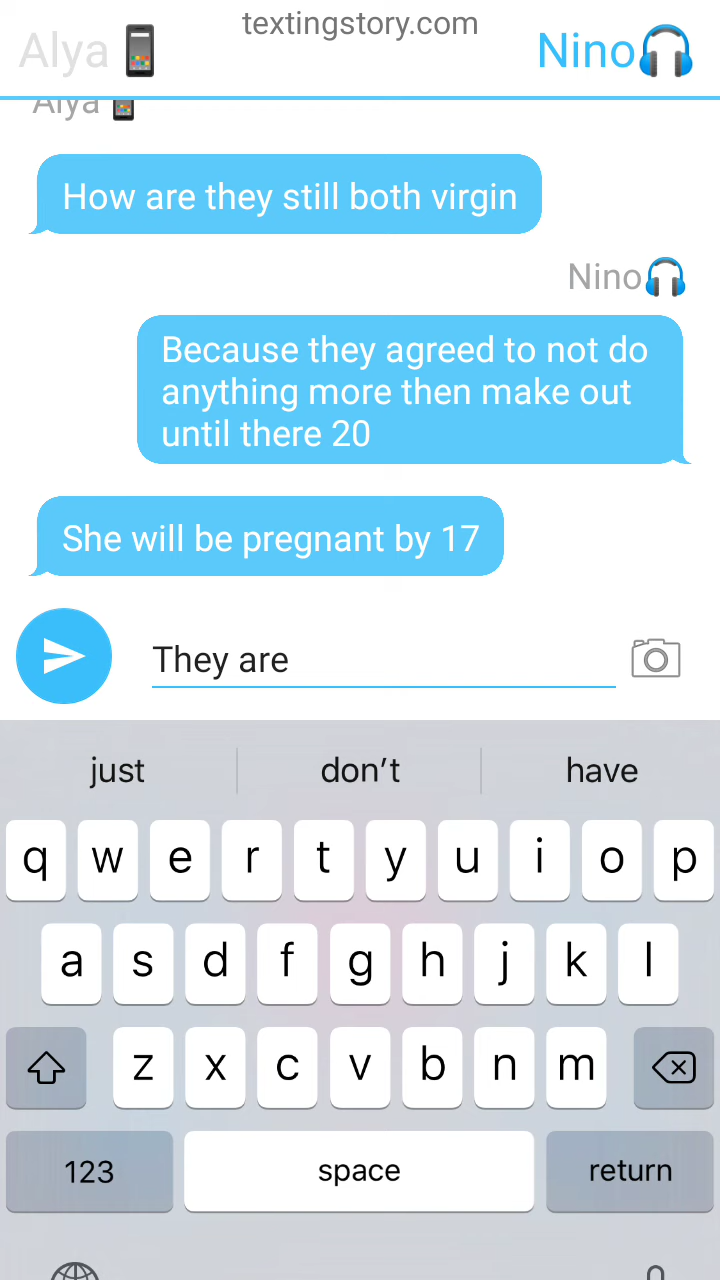 textingstory.com
Alya📱
Nino🎧
Alya📱
How are they still both virgin
Nino🎧
Because they agreed to not do
anything more then make out
until there 20
She will be pregnant by 17
They are
just don't have
q w e r t y u i o p
a s d f g h j k l
z x c v b n m
123 space return